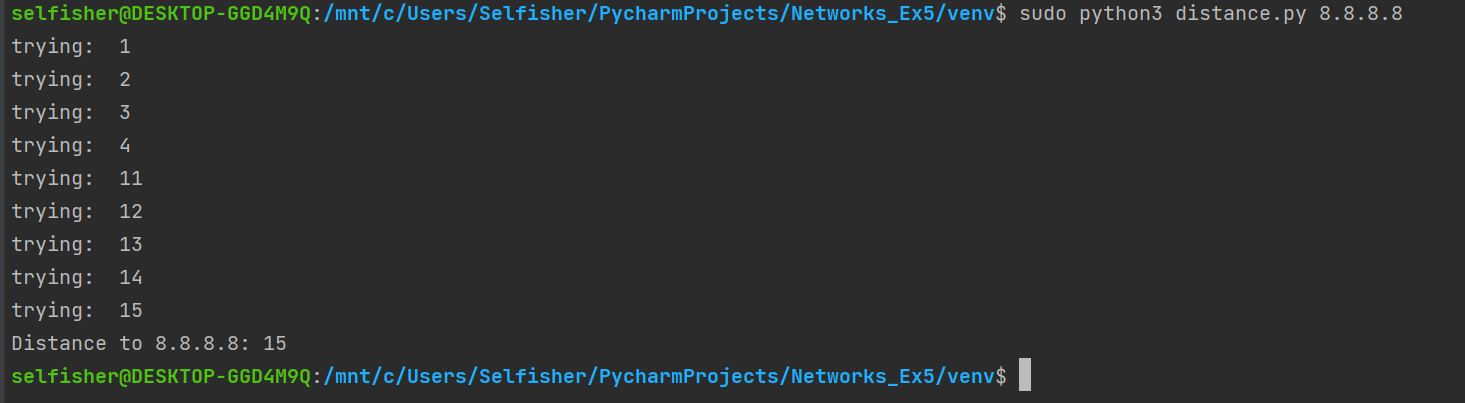 selfisher@DESKTOP-GGD4M9Q:/mnt/c/Users/Selfisher/PycharmProjects/Networks_Ex5/venv$ sudo python3 distance.py 8.8.8.8
trying:  1
trying:  2
trying:  3
trying:  4
trying:  11
trying:  12
trying:  13
trying:  14
trying:  15
Distance to 8.8.8.8: 15
selfisher@DESKTOP-GGD4M9Q:/mnt/c/Users/Selfisher/PycharmProjects/Networks_Ex5/venv$